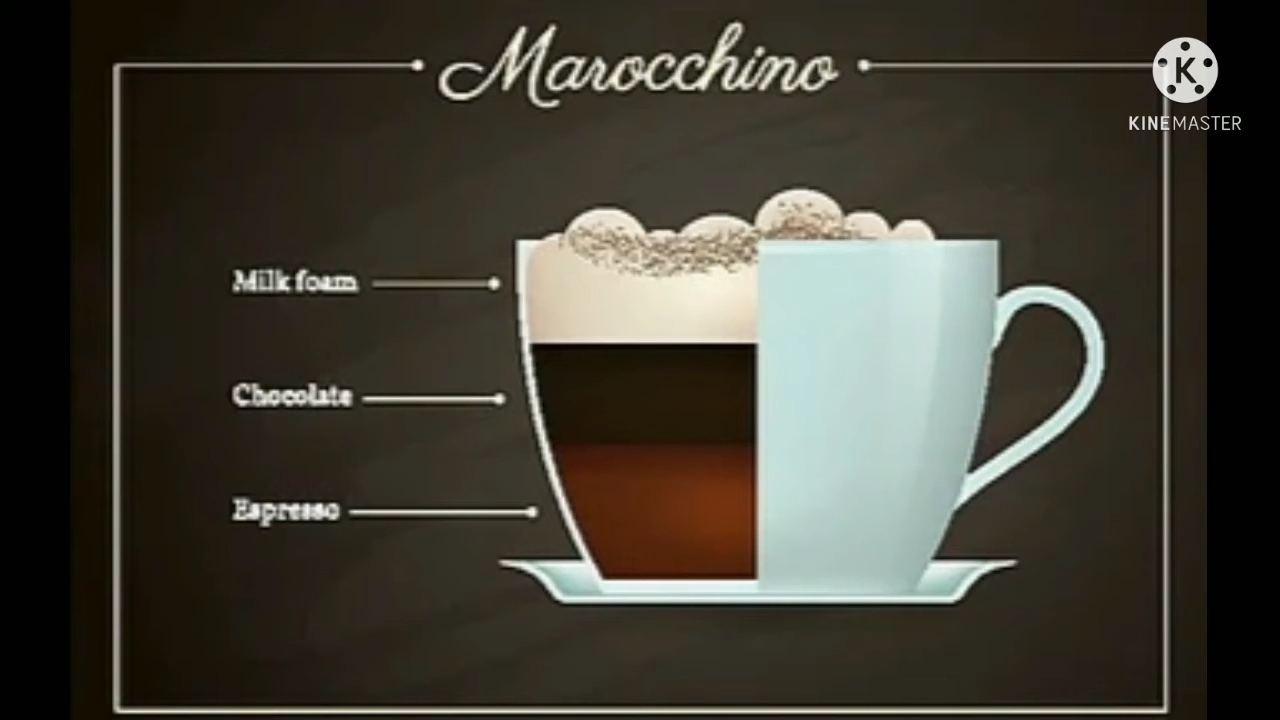 Marocchino
KINEMASTER
Milk foam
Chocolate
Espresso